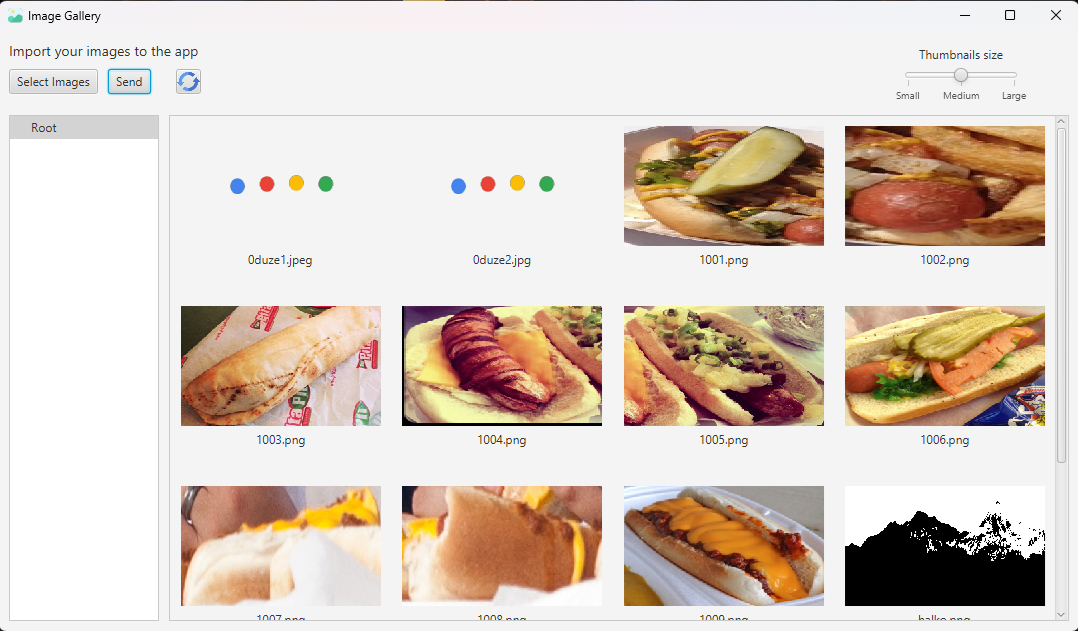 Image Gallery
Import your images to the app
Select Images
Send
Thumbnails size
Small
Medium
Large
Root
0duze1.jpeg
0duze2.jpg
1001.png
1002.png
1003.png
1004.png
1005.png
1006.png
1007.png
1008.png
1009.png